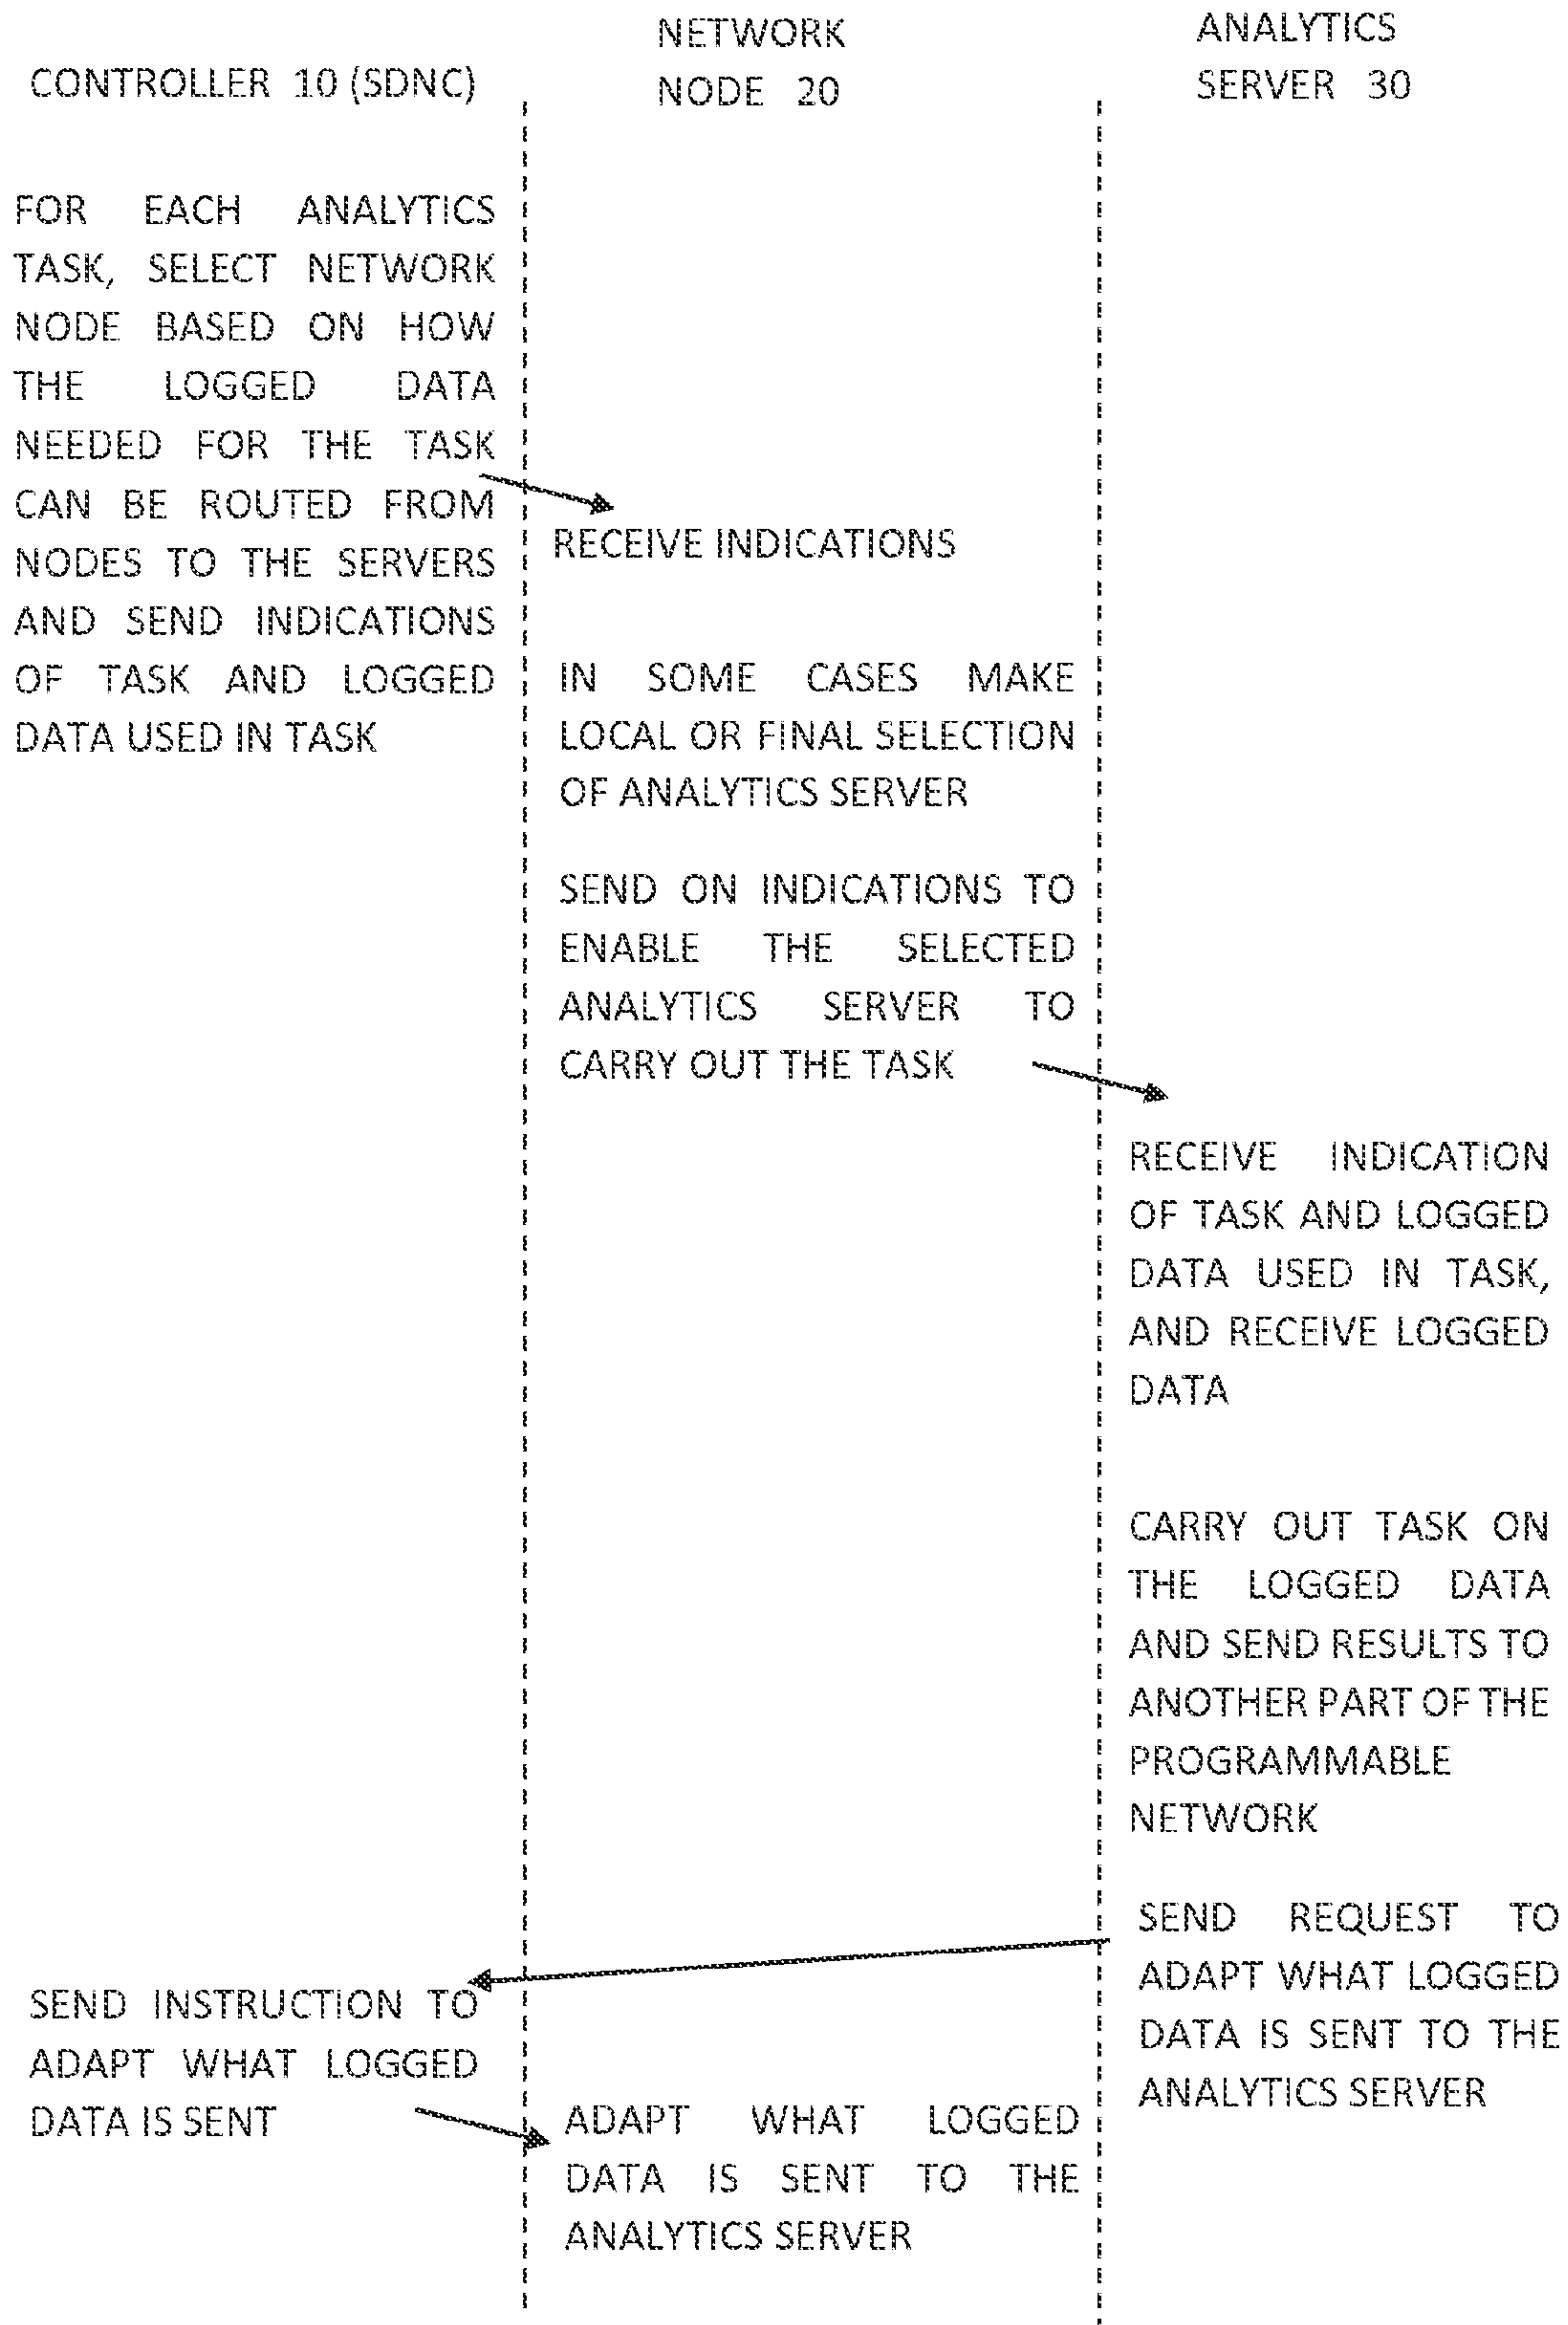 CONTROLLER 10 (SDNC)
NETWORK
NODE 20
ANALYTICS
SERVER 30
FOR EACH ANALYTICS
TASK, SELECT NETWORK
NODE BASED ON HOW
THE LOGGED DATA
NEEDED FOR THE TASK
CAN BE ROUTED FROM
NODES TO THE SERVERS
AND SEND INDICATIONS
OF TASK AND LOGGED
DATA USED IN TASK
RECEIVE INDICATIONS
IN SOME CASES MAKE
LOCAL OR FINAL SELECTION
OF ANALYTICS SERVER
SEND ON INDICATIONS TO
ENABLE THE SELECTED
ANALYTICS SERVER TO
CARRY OUT THE TASK
RECEIVE INDICATION
OF TASK AND LOGGED
DATA USED IN TASK,
AND RECEIVE LOGGED
DATA
CARRY OUT TASK ON
THE LOGGED DATA
AND SEND RESULTS TO
ANOTHER PART OF THE
PROGRAMMABLE
NETWORK
SEND REQUEST TO
ADAPT WHAT LOGGED
DATA IS SENT TO THE
ANALYTICS SERVER
SEND INSTRUCTION TO
ADAPT WHAT LOGGED
DATA IS SENT
ADAPT WHAT LOGGED
DATA IS SENT TO THE
ANALYTICS SERVER